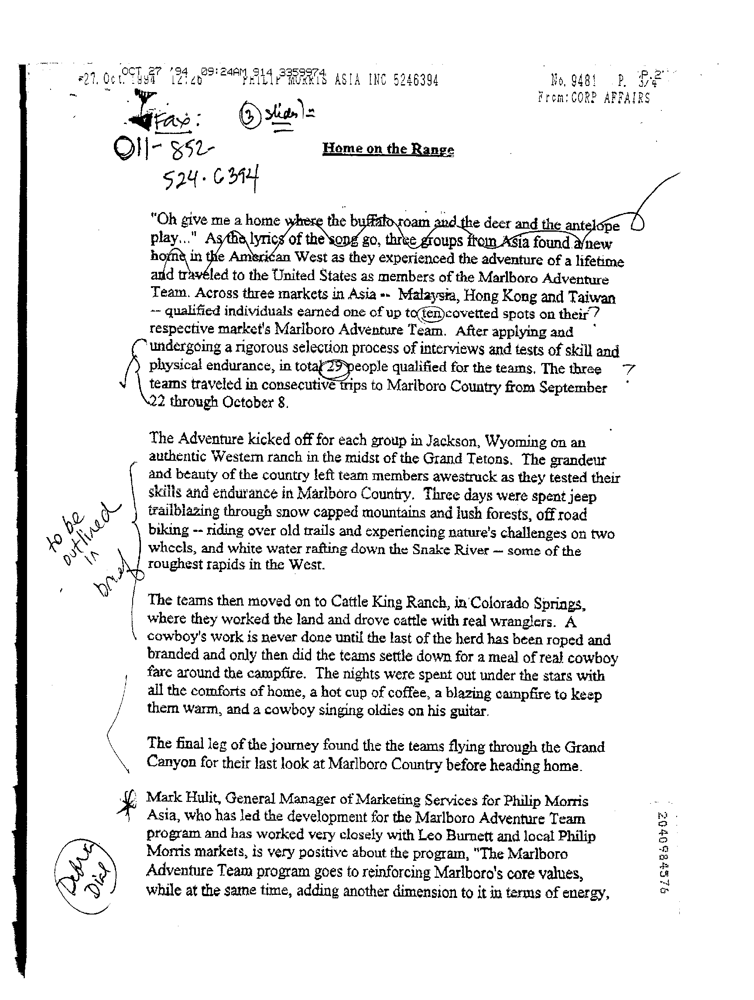 OCT 27 '94 09:24AM 914 3359974 P.2
PHILIP MORRIS ASIA INC 5246394 No. 9481 P. 3/4
From: CORP AFFAIRS
Fax: ③ slides
011-852-
524.6394
Home on the Range
"Oh give me a home where the buffalo roam and the deer and the antelope
play..." As the lyrics of the song go, three groups from Asia found a new
home in the American West as they experienced the adventure of a lifetime
and traveled to the United States as members of the Marlboro Adventure
Team. Across three markets in Asia -- Malaysia, Hong Kong and Taiwan
-- qualified individuals earned one of up to ten covetted spots on their ?
respective market's Marlboro Adventure Team. After applying and
undergoing a rigorous selection process of interviews and tests of skill and
physical endurance, in total 29 people qualified for the teams. The three ?
teams traveled in consecutive trips to Marlboro Country from September
22 through October 8.
The Adventure kicked off for each group in Jackson, Wyoming on an
authentic Western ranch in the midst of the Grand Tetons. The grandeur
and beauty of the country left team members awestruck as they tested their
skills and endurance in Marlboro Country. Three days were spent jeep
trailblazing through snow capped mountains and lush forests, off road
biking -- riding over old trails and experiencing nature's challenges on two
wheels, and white water rafting down the Snake River -- some of the
roughest rapids in the West.
to be
outlined
in
brief
The teams then moved on to Cattle King Ranch, in Colorado Springs,
where they worked the land and drove cattle with real wranglers. A
cowboy's work is never done until the last of the herd has been roped and
branded and only then did the teams settle down for a meal of real cowboy
fare around the campfire. The nights were spent out under the stars with
all the comforts of home, a hot cup of coffee, a blazing campfire to keep
them warm, and a cowboy singing oldies on his guitar.
The final leg of the journey found the the teams flying through the Grand
Canyon for their last look at Marlboro Country before heading home.
Mark Hulit, General Manager of Marketing Services for Philip Morris
Asia, who has led the development for the Marlboro Adventure Team
program and has worked very closely with Leo Burnett and local Philip
Morris markets, is very positive about the program, "The Marlboro
Adventure Team program goes to reinforcing Marlboro's core values,
while at the same time, adding another dimension to it in terms of energy,
Debra
2040984576